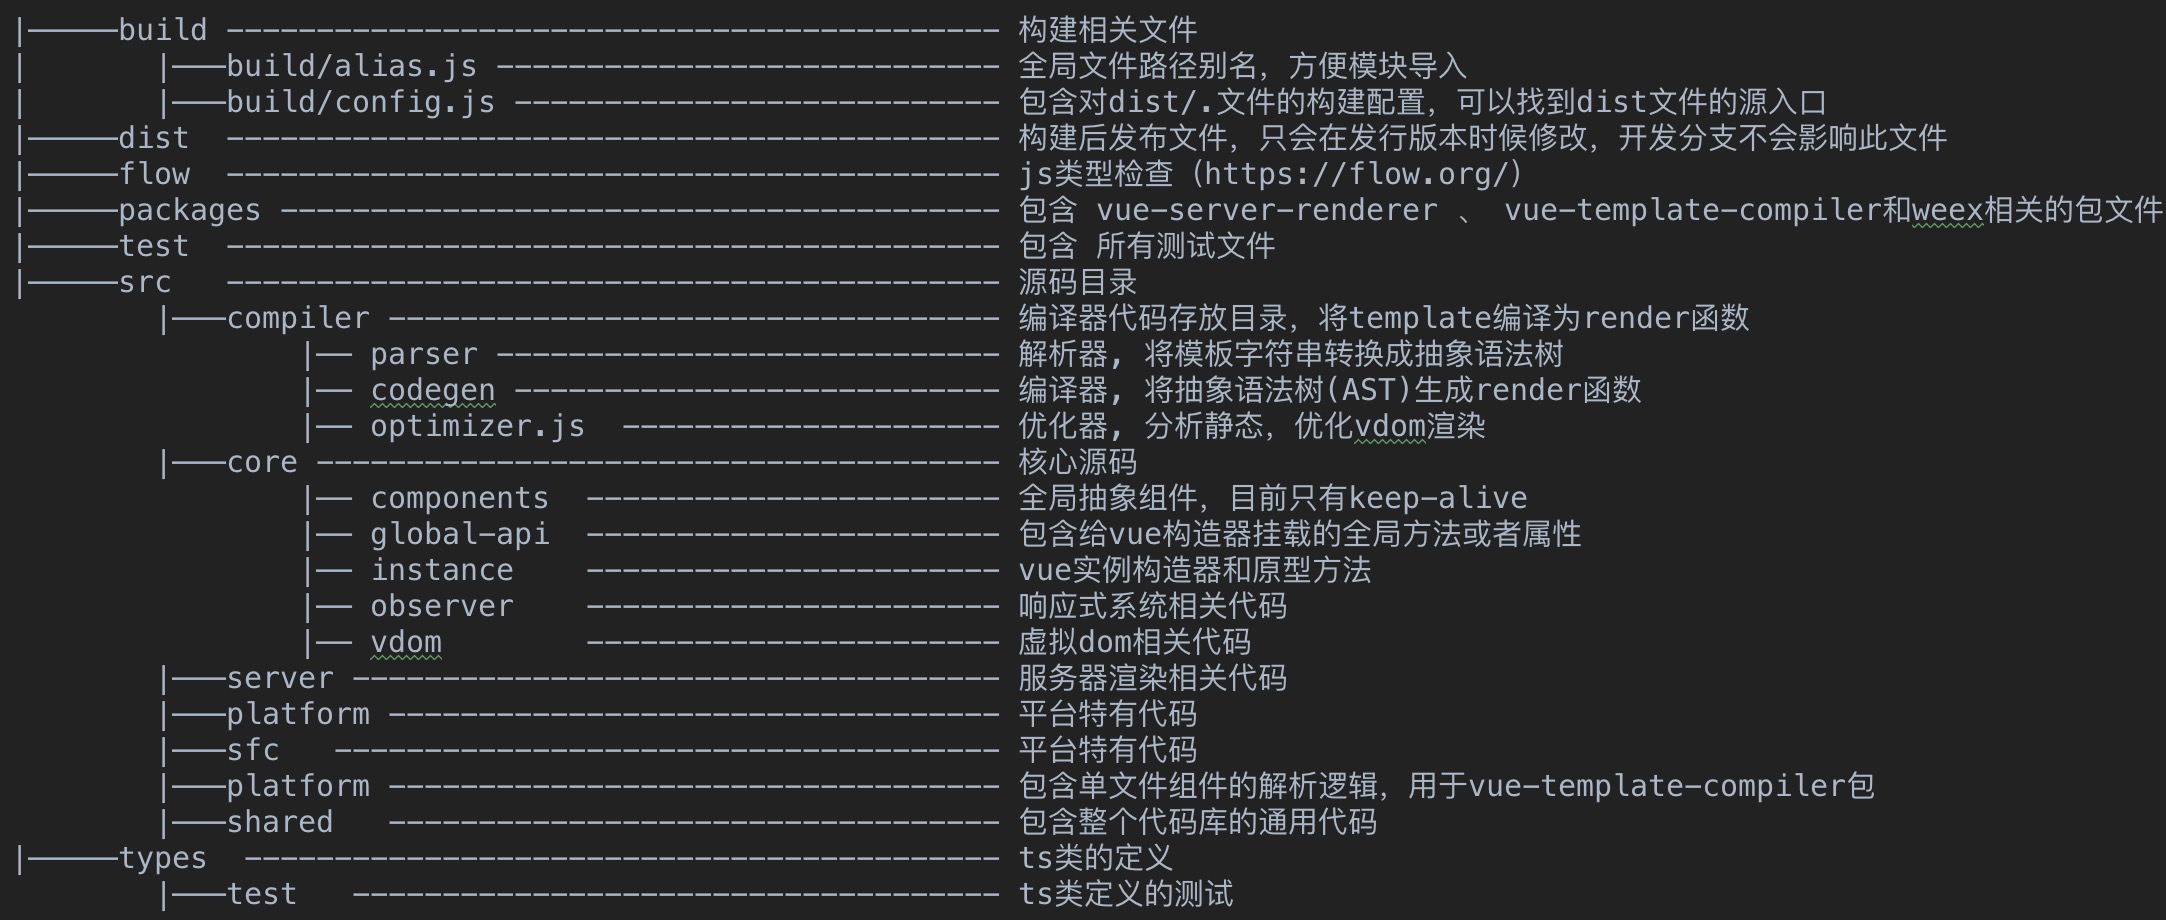 |—————build ------------------------------------------- 构建相关文件
|       |———build/alias.js ---------------------------- 全局文件路径别名，方便模块导入
|       |———build/config.js --------------------------- 包含对dist/.文件的构建配置，可以找到dist文件的源入口
|—————dist  ------------------------------------------- 构建后发布文件，只会在发行版本时候修改，开发分支不会影响此文件
|—————flow  ------------------------------------------- js类型检查（https://flow.org/）
|—————packages ---------------------------------------- 包含 vue-server-renderer 、 vue-template-compiler和weex相关的包文件
|—————test  ------------------------------------------- 包含 所有测试文件
|—————src   ------------------------------------------- 源码目录
        |———compiler ---------------------------------- 编译器代码存放目录，将template编译为render函数
                |—— parser ---------------------------- 解析器, 将模板字符串转换成抽象语法树
                |—— codegen --------------------------- 编译器, 将抽象语法树(AST)生成render函数
                |—— optimizer.js  --------------------- 优化器, 分析静态，优化vdom渲染
        |———core -------------------------------------- 核心源码
                |—— components  ----------------------- 全局抽象组件，目前只有keep-alive
                |—— global-api  ----------------------- 包含给vue构造器挂载的全局方法或者属性
                |—— instance    ----------------------- vue实例构造器和原型方法
                |—— observer    ----------------------- 响应式系统相关代码
                |—— vdom        ----------------------- 虚拟dom相关代码
        |———server ------------------------------------ 服务器渲染相关代码
        |———platform ---------------------------------- 平台特有代码
        |———sfc   ------------------------------------- 平台特有代码
        |———platform ---------------------------------- 包含单文件组件的解析逻辑，用于vue-template-compiler包
        |———shared   ---------------------------------- 包含整个代码库的通用代码
|—————types  ------------------------------------------ ts类的定义
        |———test   ------------------------------------ ts类定义的测试